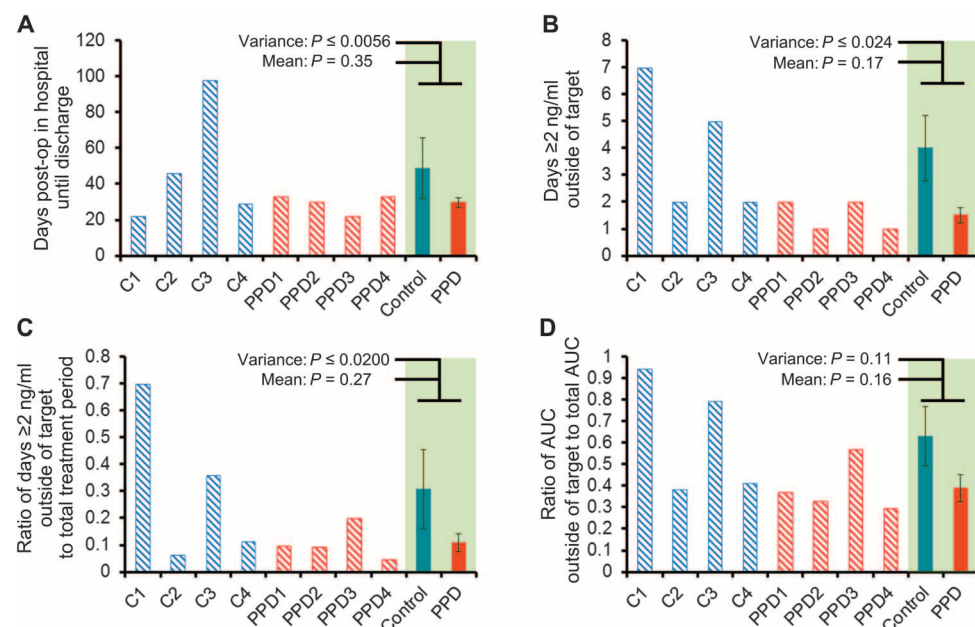 A
Days post-op in hospital
until discharge
120
100
80
60
40
20
0
Variance: P ≤ 0.0056
Mean: P = 0.35
C1
C2
C3
C4
PPD1
PPD2
PPD3
PPD4
Control
PPD
B
Days ≥2 ng/ml
outside of target
8
7
6
5
4
3
2
1
0
Variance: P ≤ 0.024
Mean: P = 0.17
C1
C2
C3
C4
PPD1
PPD2
PPD3
PPD4
Control
PPD
C
Ratio of days ≥2 ng/ml
outside of target
to total treatment period
0.8
0.7
0.6
0.5
0.4
0.3
0.2
0.1
0
Variance: P ≤ 0.0200
Mean: P = 0.27
C1
C2
C3
C4
PPD1
PPD2
PPD3
PPD4
Control
PPD
D
Ratio of AUC
outside of target to total AUC
1
0.9
0.8
0.7
0.6
0.5
0.4
0.3
0.2
0.1
0
Variance: P = 0.11
Mean: P = 0.16
C1
C2
C3
C4
PPD1
PPD2
PPD3
PPD4
Control
PPD